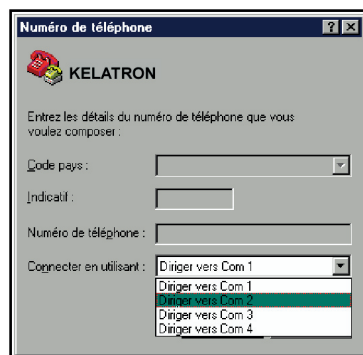 Numéro de téléphone
KELATRON
Entrez les détails du numéro de téléphone que vous
voulez composer :
Code pays :
Indicatif :
Numéro de téléphone :
Connecter en utilisant : Diriger vers Com 1
Diriger vers Com 1
Diriger vers Com 2
Diriger vers Com 3
Diriger vers Com 4